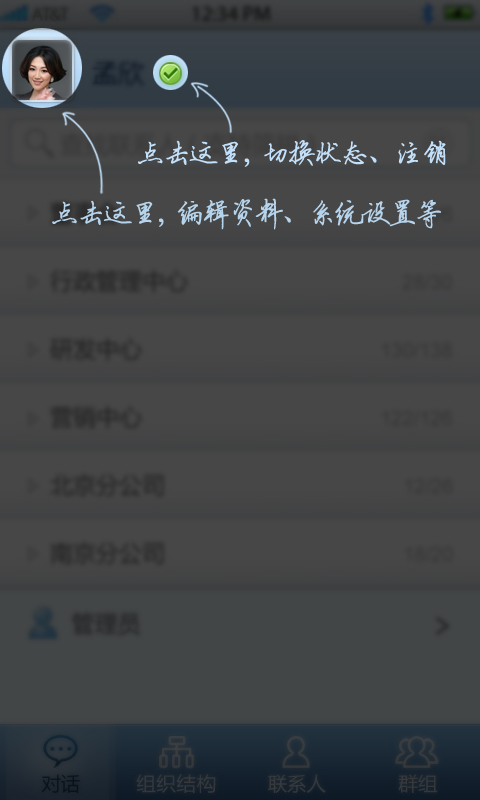 AT&T 12:34 PM
孟欣
点击这里，切换状态、注销
点击这里，编辑资料、系统设置等
行政管理中心 28/30
研发中心 130/138
营销中心 122/126
北京分公司 12/26
南京分公司 18/20
管理员
对话 组织结构 联系人 群组